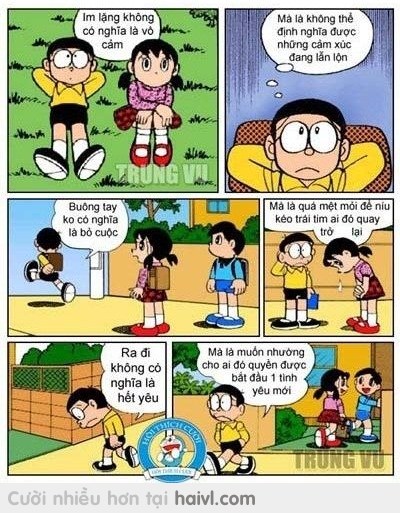 Im lặng không
có nghĩa là vô
cảm
Mà là không thể
định nghĩa được
những cảm xúc
đang lẫn lộn
TRUNG VU
Buông tay
ko có nghĩa
là bỏ cuộc
Mà là quá mệt mỏi để níu
kéo trái tim ai đó quay
trở lại
Ra đi
không có
nghĩa là
hết yêu
Mà là muốn nhường
cho ai đó quyền được
bắt đầu 1 tình
yêu mới
HỘI THÍCH CƯỜI
TRUNG VU
Cười nhiều hơn tại haivl.com